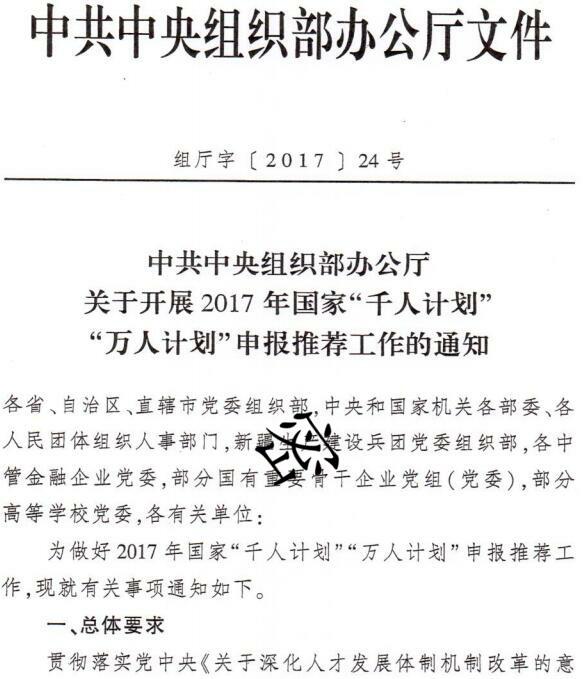 中共中央组织部办公厅文件
组厅字〔2017〕24号
中共中央组织部办公厅
关于开展 2017 年国家“千人计划”
“万人计划”申报推荐工作的通知
各省、自治区、直辖市党委组织部,中央和国家机关各部委、各
人民团体组织人事部门,新疆生产建设兵团党委组织部,各中
管金融企业党委,部分国有重要骨干企业党组(党委),部分
高等学校党委,各有关单位:
为做好 2017 年国家“千人计划”“万人计划”申报推荐工
作,现就有关事项通知如下。
一、总体要求
贯彻落实党中央《关于深化人才发展体制机制改革的意